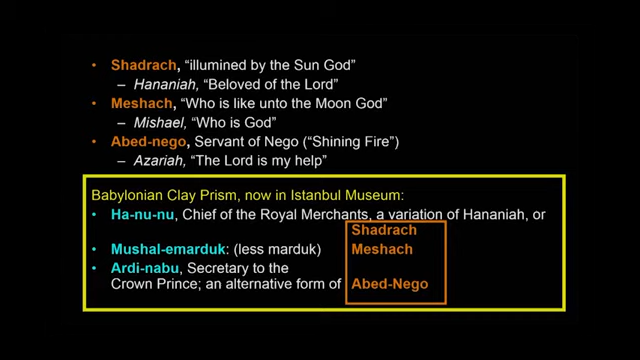 • Shadrach, “illumined by the Sun God”
– Hananiah, “Beloved of the Lord”
• Meshach, “Who is like unto the Moon God”
– Mishael, “Who is God”
• Abed-nego, Servant of Nego (“Shining Fire”)
– Azariah, “The Lord is my help”
Babylonian Clay Prism, now in Istanbul Museum:
• Ha-nu-nu, Chief of the Royal Merchants, a variation of Hananiah, or
Shadrach
• Mushal-emarduk: (less marduk) Meshach
• Ardi-nabu, Secretary to the
Crown Prince; an alternative form of Abed-Nego